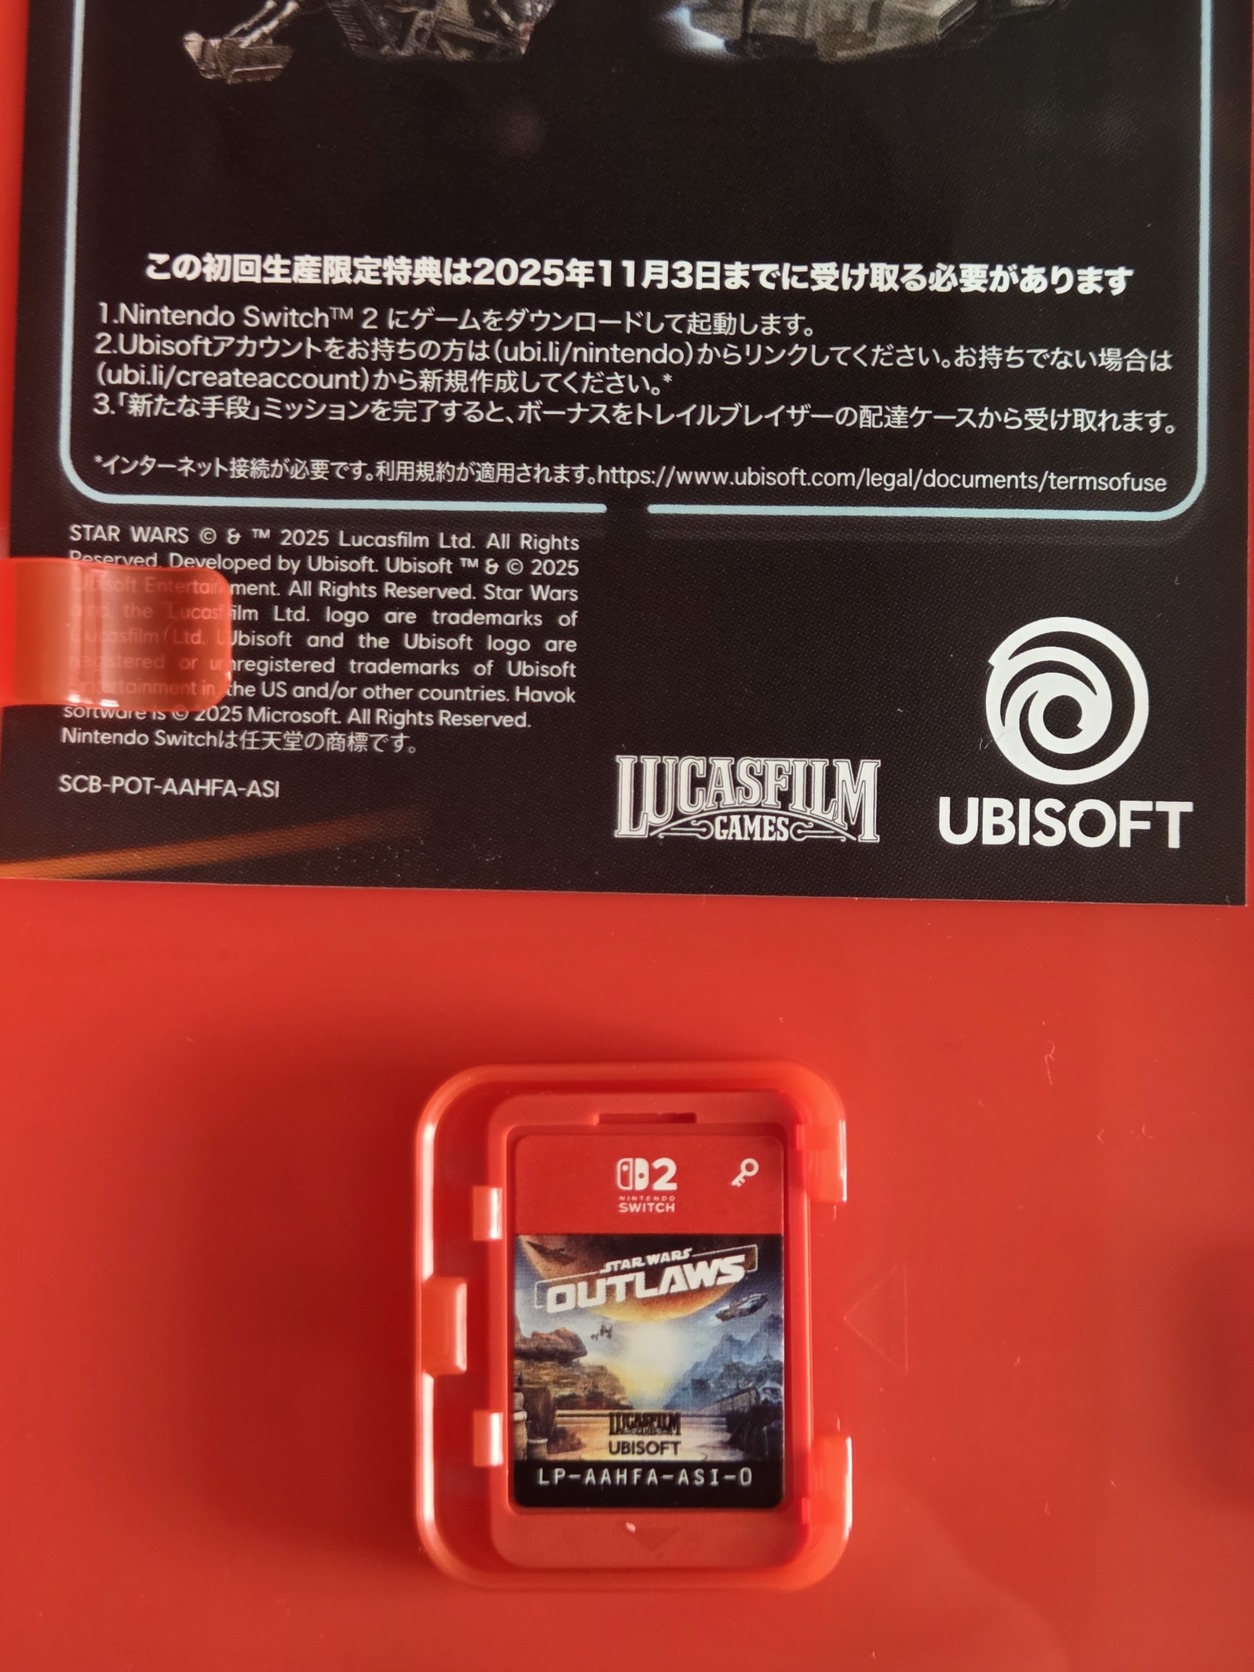 この初回生産限定特典は2025年11月3日までに受け取る必要があります
1.Nintendo Switch™ 2 にゲームをダウンロードして起動します。
2.Ubisoftアカウントをお持ちの方は(ubi.li/nintendo)からリンクしてください。お持ちでない場合は
(ubi.li/createaccount)から新規作成してください。*
3.「新たな手段」ミッションを完了すると、ボーナスをトレイルブレイザーの配達ケースから受け取れます。
*インターネット接続が必要です。利用規約が適用されます。https://www.ubisoft.com/legal/documents/termsofuse
STAR WARS © & ™ 2025 Lucasfilm Ltd. All Rights
Reserved. Developed by Ubisoft. Ubisoft ™ & © 2025
Ubisoft Entertainment. All Rights Reserved. Star Wars
and the Lucasfilm Ltd. logo are trademarks of
Lucasfilm Ltd. Ubisoft and the Ubisoft logo are
registered or unregistered trademarks of Ubisoft
Entertainment in the US and/or other countries. Havok
software is © 2025 Microsoft. All Rights Reserved.
Nintendo Switchは任天堂の商標です。
SCB-POT-AAHFA-ASI
LUCASFILM
GAMES
UBISOFT
2
NINTENDO
SWITCH
STAR WARS
OUTLAWS
LUCASFILM
UBISOFT
LP-AAHFA-ASI-0